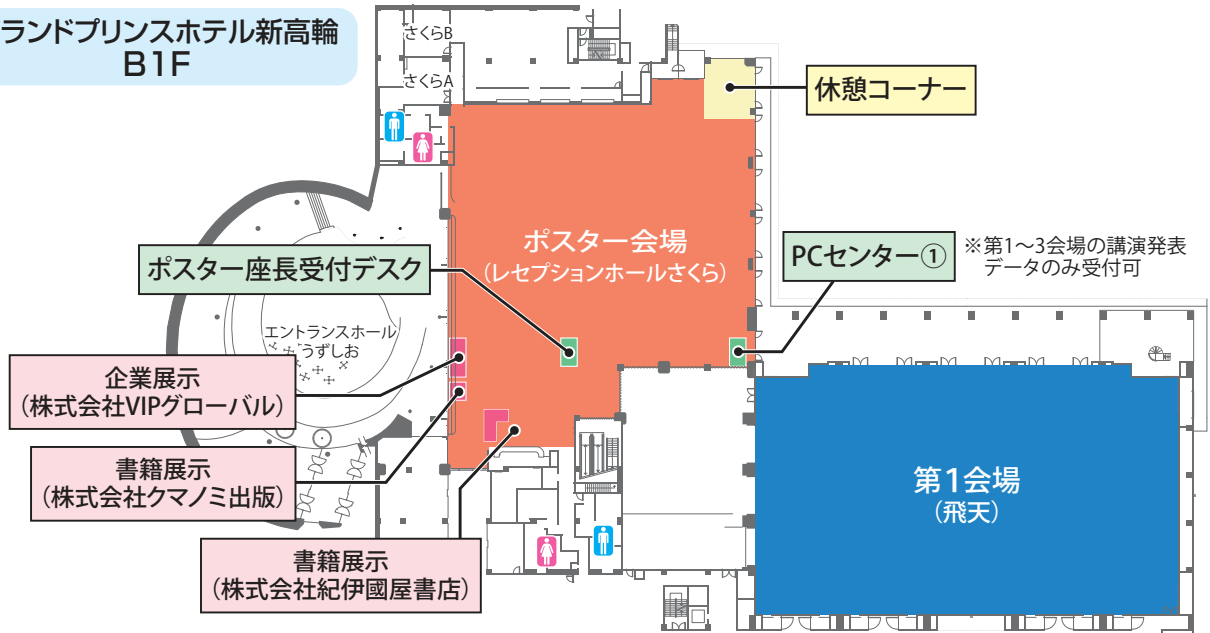 ランドプリンスホテル新高輪
B1F
さくらB
さくらA
休憩コーナー
ポスター会場
（レセプションホールさくら）
PCセンター①
※第1～3会場の講演発表
データのみ受付可
ポスター座長受付デスク
エントランスホール
うずしお
企業展示
（株式会社VIPグローバル）
書籍展示
（株式会社クマノミ出版）
書籍展示
（株式会社紀伊國屋書店）
第1会場
（飛天）